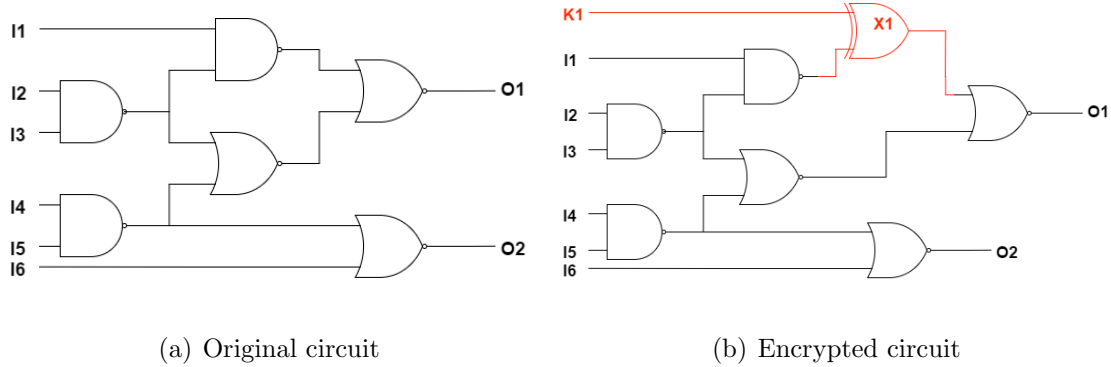 I1
I2
I3
I4
I5
I6
O1
O2
(a) Original circuit
K1
X1
I1
I2
I3
I4
I5
I6
O1
O2
(b) Encrypted circuit